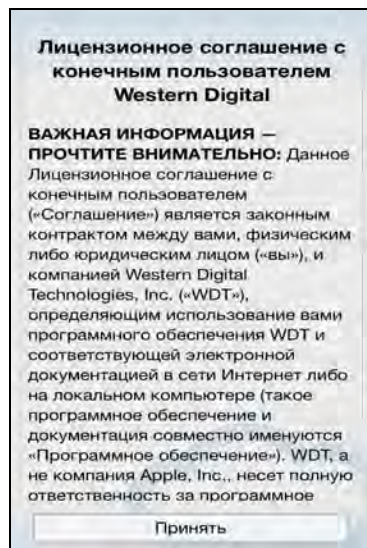 Лицензионное соглашение с
конечным пользователем
Western Digital
ВАЖНАЯ ИНФОРМАЦИЯ —
ПРОЧТИТЕ ВНИМАТЕЛЬНО: Данное
Лицензионное соглашение с
конечным пользователем
(«Соглашение») является законным
контрактом между вами, физическим
либо юридическим лицом («вы»), и
компанией Western Digital
Technologies, Inc. («WDT»),
определяющим использование вами
программного обеспечения WDT и
соответствующей электронной
документацией в сети Интернет либо
на локальном компьютере (такое
программное обеспечение и
документация совместно именуются
«Программное обеспечение»). WDT, а
не компания Apple, Inc., несет полную
ответственность за программное
Принять